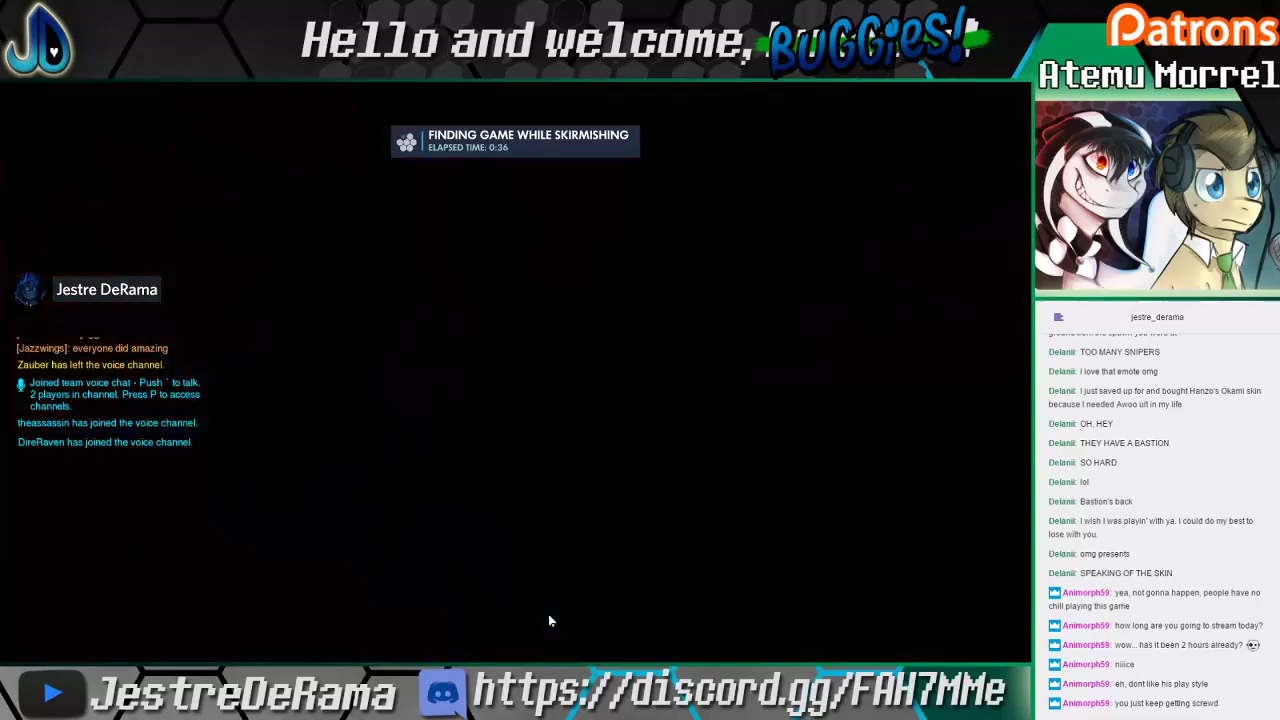 Hello and welcome, BUGGIES!
Patrons
Atemu Morrel
FINDING GAME WHILE SKIRMISHING
ELAPSED TIME: 0:36
Jestre DeRama
[Jazzwings]: everyone did amazing
Zauber has left the voice channel.
Joined team voice chat - Push ` to talk.
2 players in channel. Press P to access
channels.
theassassin has joined the voice channel.
DireRaven has joined the voice channel.
jestre_derama
Delanii: TOO MANY SNIPERS
Delanii: I love that emote omg
Delanii: I just saved up for and bought Hanzo's Okami skin
because I needed Awoo ult in my life
Delanii: OH, HEY
Delanii: THEY HAVE A BASTION
Delanii: SO HARD
Delanii: lol
Delanii: Bastion's back
Delanii: I wish I was playin' with ya. I could do my best to
lose with you.
Delanii: omg presents
Delanii: SPEAKING OF THE SKIN
Animorph59: yea, not gonna happen, people have no
chill playing this game
Animorph59: how long are you going to stream today?
Animorph59: wow... has it been 2 hours already?
Animorph59: niiice
Animorph59: eh, dont like his play style
Animorph59: you just keep getting screwd
JestreDeRama
https://discord.gg/FAH7MMe